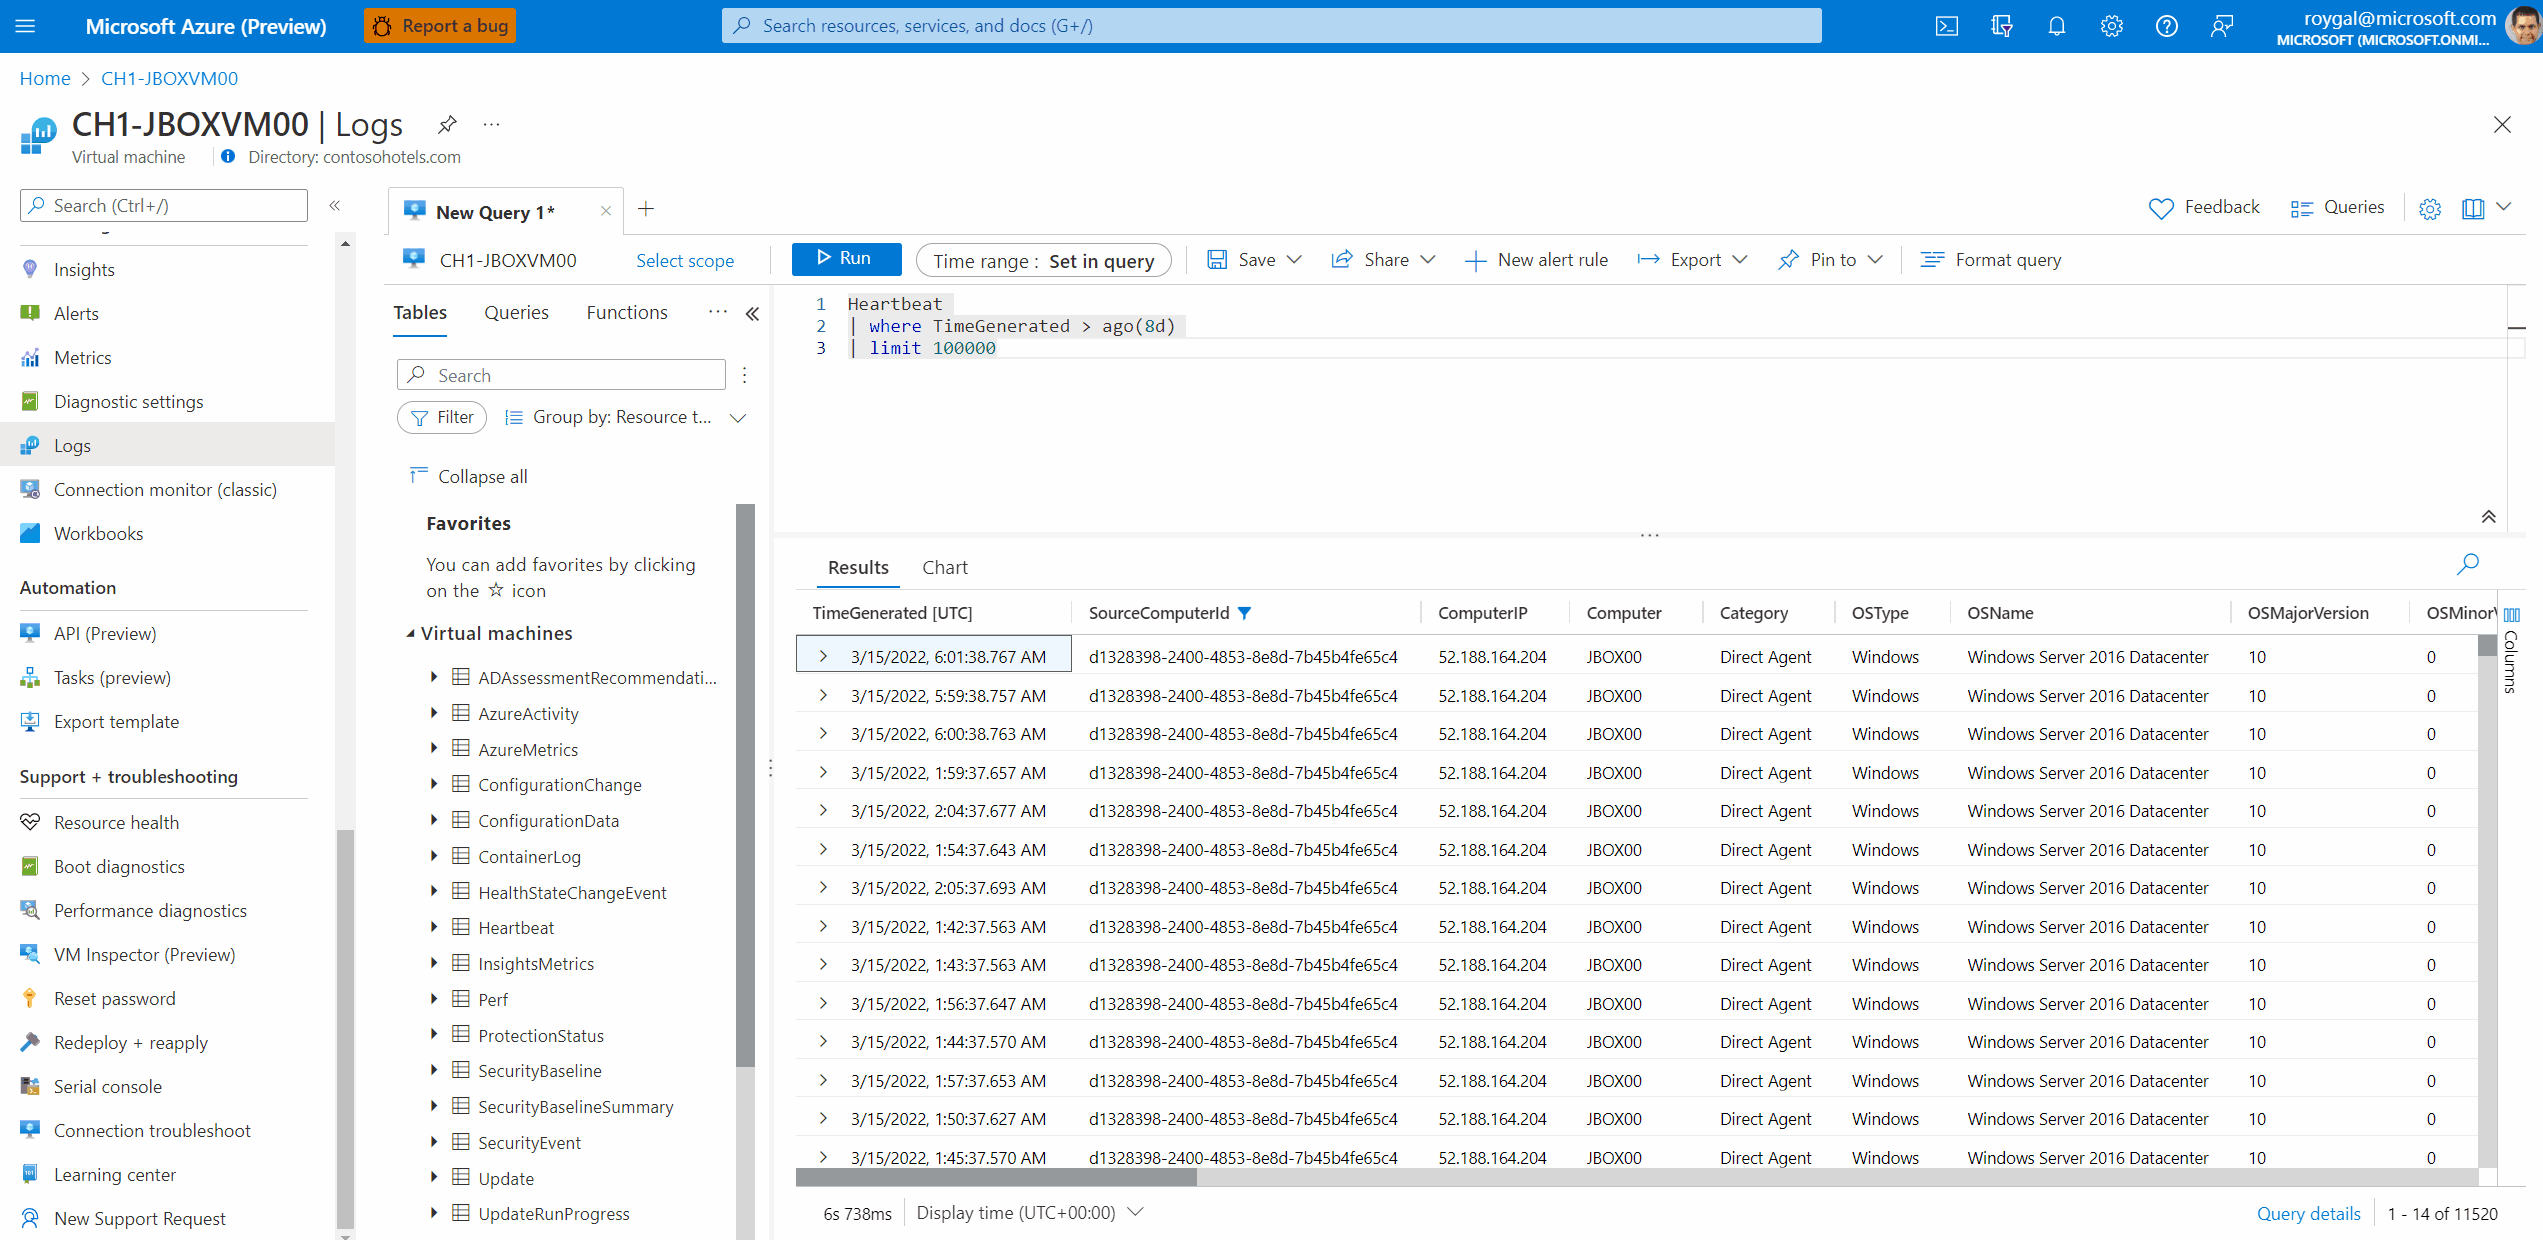 Microsoft Azure (Preview)
Report a bug
Search resources, services, and docs (G+/)
roygal@microsoft.com
MICROSOFT (MICROSOFT.ONMI...
Home > CH1-JBOXVM00
CH1-JBOXVM00 | Logs
Virtual machine
Directory: contosohotels.com
Search (Ctrl+/)
Insights
Alerts
Metrics
Diagnostic settings
Logs
Connection monitor (classic)
Workbooks
Automation
API (Preview)
Tasks (preview)
Export template
Support + troubleshooting
Resource health
Boot diagnostics
Performance diagnostics
VM Inspector (Preview)
Reset password
Redeploy + reapply
Serial console
Connection troubleshoot
Learning center
New Support Request
New Query 1*
Feedback
Queries
CH1-JBOXVM00
Select scope
Run
Time range : Set in query
Save
Share
New alert rule
Export
Pin to
Format query
Tables
Queries
Functions
Search
Filter
Group by: Resource t...
Collapse all
Favorites
You can add favorites by clicking
on the ☆ icon
Virtual machines
ADAssessmentRecommendati...
AzureActivity
AzureMetrics
ConfigurationChange
ConfigurationData
ContainerLog
HealthStateChangeEvent
Heartbeat
InsightsMetrics
Perf
ProtectionStatus
SecurityBaseline
SecurityBaselineSummary
SecurityEvent
Update
UpdateRunProgress
1 Heartbeat
2 | where TimeGenerated > ago(8d)
3 | limit 100000
Results
Chart
TimeGenerated [UTC] SourceComputerId ComputerIP Computer Category OSType OSName OSMajorVersion OSMinorV
3/15/2022, 6:01:38.767 AM d1328398-2400-4853-8e8d-7b45b4fe65c4 52.188.164.204 JBOX00 Direct Agent Windows Windows Server 2016 Datacenter 10 0
3/15/2022, 5:59:38.757 AM d1328398-2400-4853-8e8d-7b45b4fe65c4 52.188.164.204 JBOX00 Direct Agent Windows Windows Server 2016 Datacenter 10 0
3/15/2022, 6:00:38.763 AM d1328398-2400-4853-8e8d-7b45b4fe65c4 52.188.164.204 JBOX00 Direct Agent Windows Windows Server 2016 Datacenter 10 0
3/15/2022, 1:59:37.657 AM d1328398-2400-4853-8e8d-7b45b4fe65c4 52.188.164.204 JBOX00 Direct Agent Windows Windows Server 2016 Datacenter 10 0
3/15/2022, 2:04:37.677 AM d1328398-2400-4853-8e8d-7b45b4fe65c4 52.188.164.204 JBOX00 Direct Agent Windows Windows Server 2016 Datacenter 10 0
3/15/2022, 1:54:37.643 AM d1328398-2400-4853-8e8d-7b45b4fe65c4 52.188.164.204 JBOX00 Direct Agent Windows Windows Server 2016 Datacenter 10 0
3/15/2022, 2:05:37.693 AM d1328398-2400-4853-8e8d-7b45b4fe65c4 52.188.164.204 JBOX00 Direct Agent Windows Windows Server 2016 Datacenter 10 0
3/15/2022, 1:42:37.563 AM d1328398-2400-4853-8e8d-7b45b4fe65c4 52.188.164.204 JBOX00 Direct Agent Windows Windows Server 2016 Datacenter 10 0
3/15/2022, 1:43:37.563 AM d1328398-2400-4853-8e8d-7b45b4fe65c4 52.188.164.204 JBOX00 Direct Agent Windows Windows Server 2016 Datacenter 10 0
3/15/2022, 1:56:37.647 AM d1328398-2400-4853-8e8d-7b45b4fe65c4 52.188.164.204 JBOX00 Direct Agent Windows Windows Server 2016 Datacenter 10 0
3/15/2022, 1:44:37.570 AM d1328398-2400-4853-8e8d-7b45b4fe65c4 52.188.164.204 JBOX00 Direct Agent Windows Windows Server 2016 Datacenter 10 0
3/15/2022, 1:57:37.653 AM d1328398-2400-4853-8e8d-7b45b4fe65c4 52.188.164.204 JBOX00 Direct Agent Windows Windows Server 2016 Datacenter 10 0
3/15/2022, 1:50:37.627 AM d1328398-2400-4853-8e8d-7b45b4fe65c4 52.188.164.204 JBOX00 Direct Agent Windows Windows Server 2016 Datacenter 10 0
3/15/2022, 1:45:37.570 AM d1328398-2400-4853-8e8d-7b45b4fe65c4 52.188.164.204 JBOX00 Direct Agent Windows Windows Server 2016 Datacenter 10 0
Columns
6s 738ms
Display time (UTC+00:00)
Query details
1 - 14 of 11520